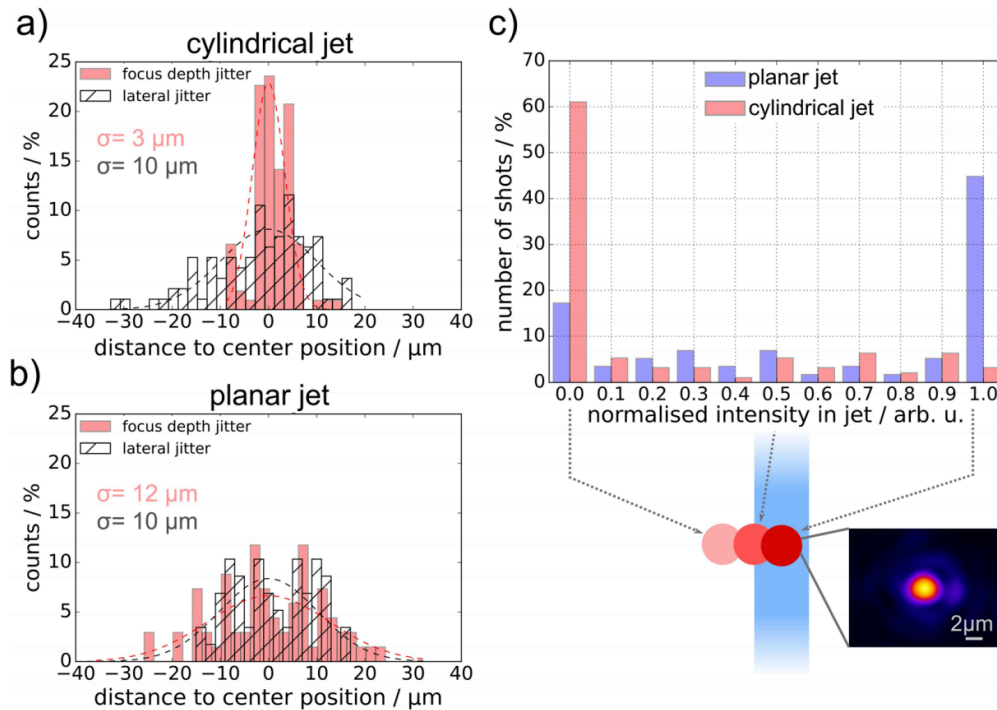 a)
cylindrical jet
25
20
15
10
5
0
counts / %
focus depth jitter
lateral jitter
σ= 3 µm
σ= 10 µm
−40 −30 −20 −10 0 10 20 30 40
distance to center position / µm
b)
planar jet
25
20
15
10
5
0
counts / %
focus depth jitter
lateral jitter
σ= 12 µm
σ= 10 µm
−40 −30 −20 −10 0 10 20 30 40
distance to center position / µm
c)
70
60
50
40
30
20
10
0
number of shots / %
planar jet
cylindrical jet
0.0 0.1 0.2 0.3 0.4 0.5 0.6 0.7 0.8 0.9 1.0
normalised intensity in jet / arb. u.
2µm